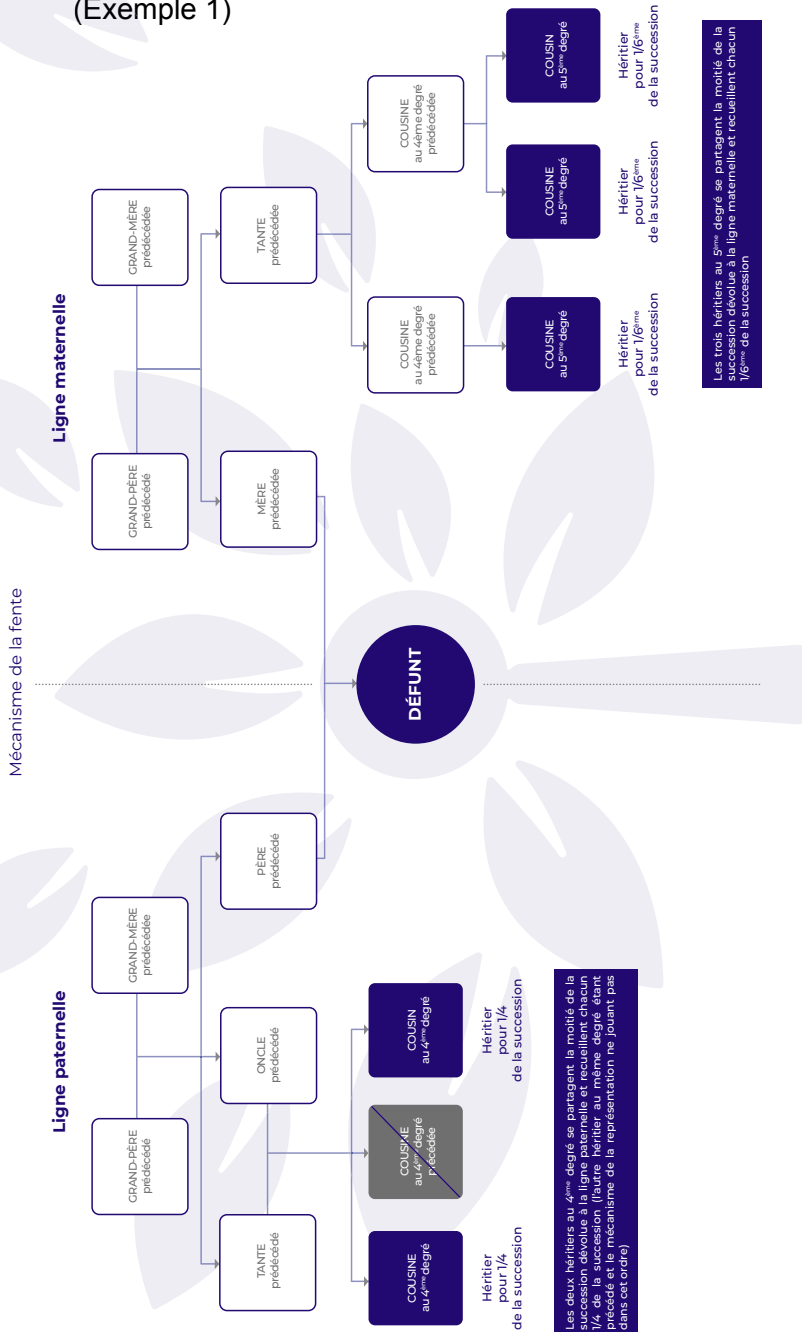 (Exemple 1)
Mécanisme de la fente
Ligne paternelle
Ligne maternelle
GRAND-PÈRE
prédécédé
GRAND-MÈRE
prédécédée
GRAND-PÈRE
prédécédé
GRAND-MÈRE
prédécédée
TANTE
prédécédé
ONCLE
prédécédé
PÈRE
prédécédé
MÈRE
prédécédée
TANTE
prédécédée
DÉFUNT
COUSINE
au 4ème degré
COUSINE
au 4ème degré
précédée
COUSIN
au 4ème degré
COUSINE
au 4ème degré
prédécédée
COUSINE
au 4ème degré
prédécédée
Héritier
pour 1/4
de la succession
Héritier
pour 1/4
de la succession
COUSINE
au 5ème degré
COUSINE
au 5ème degré
COUSIN
au 5ème degré
Héritier
pour 1/6ème
de la succession
Héritier
pour 1/6ème
de la succession
Héritier
pour 1/6ème
de la succession
Les deux héritiers au 4ème degré se partagent la moitié de la
succession dévolue à la ligne paternelle et recueillent chacun
1/4 de la succession (l'autre héritier au même degré étant
précédé et le mécanisme de la représentation ne jouant pas
dans cet ordre)
Les trois héritiers au 5ème degré se partagent la moitié de la
succession dévolue à la ligne maternelle et recueillent chacun
1/6ème de la succession